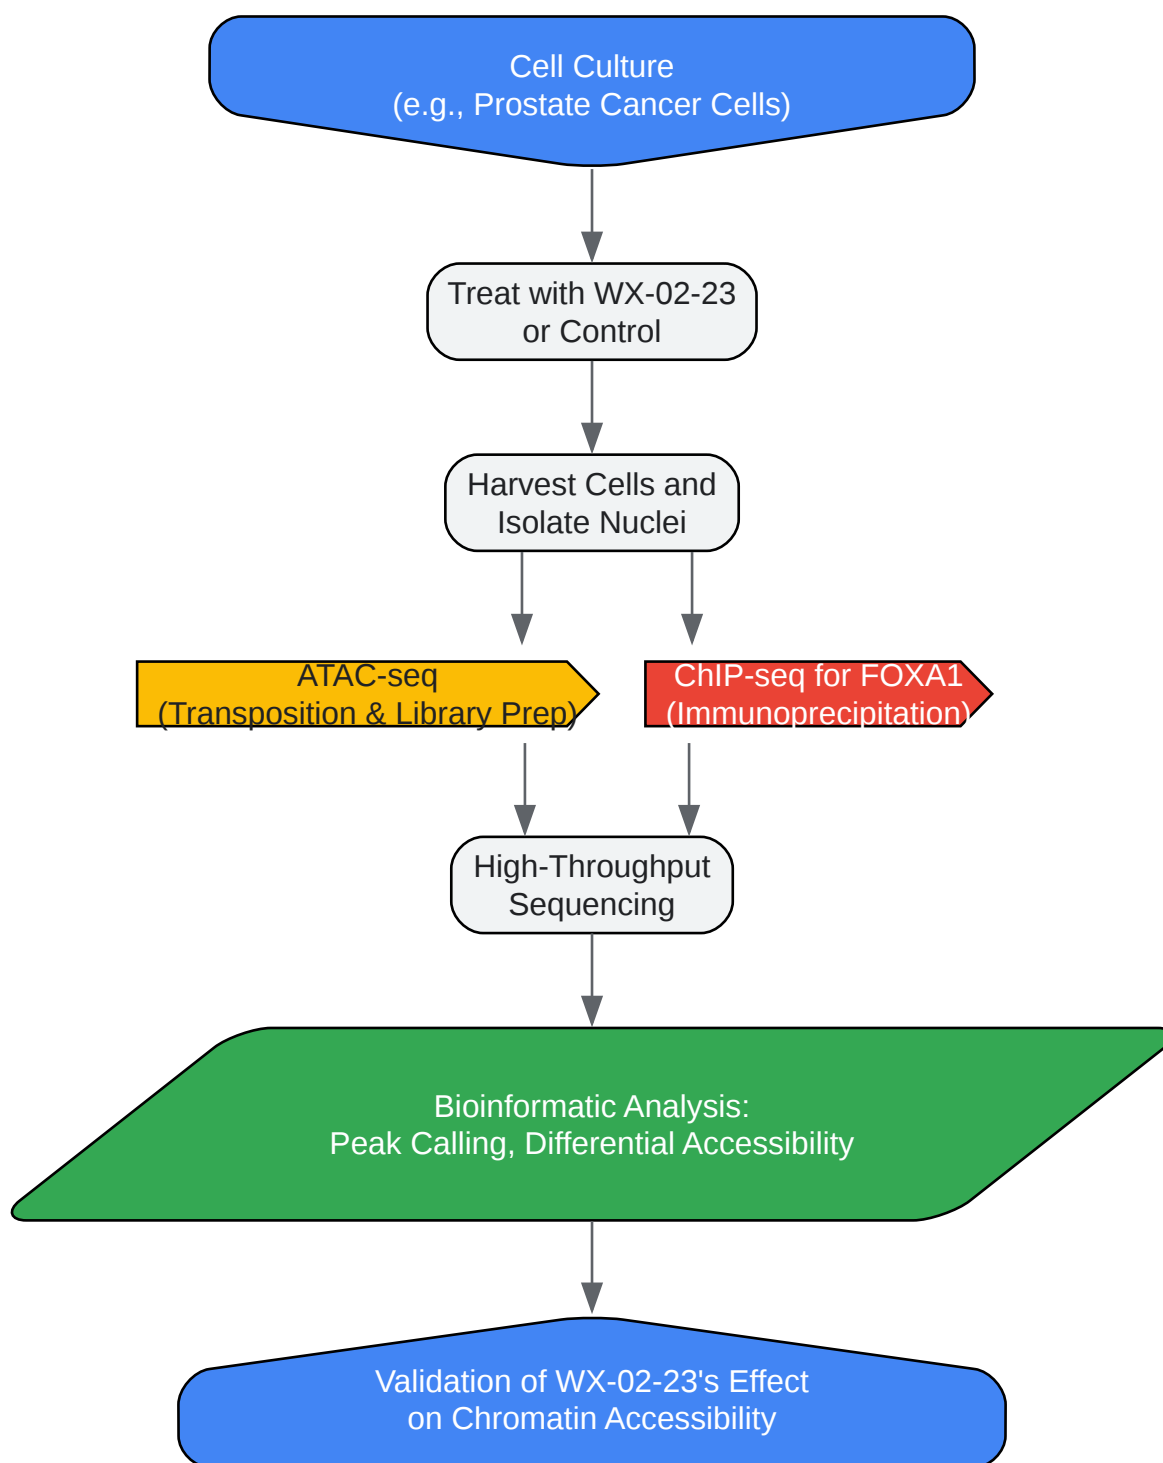 Cell Culture
(e.g., Prostate Cancer Cells)
Treat with WX-02-23
or Control
Harvest Cells and
Isolate Nuclei
ATAC-seq
(Transposition & Library Prep)
ChIP-seq for FOXA1
(Immunoprecipitation)
High-Throughput
Sequencing
Bioinformatic Analysis:
Peak Calling, Differential Accessibility
Validation of WX-02-23's Effect
on Chromatin Accessibility